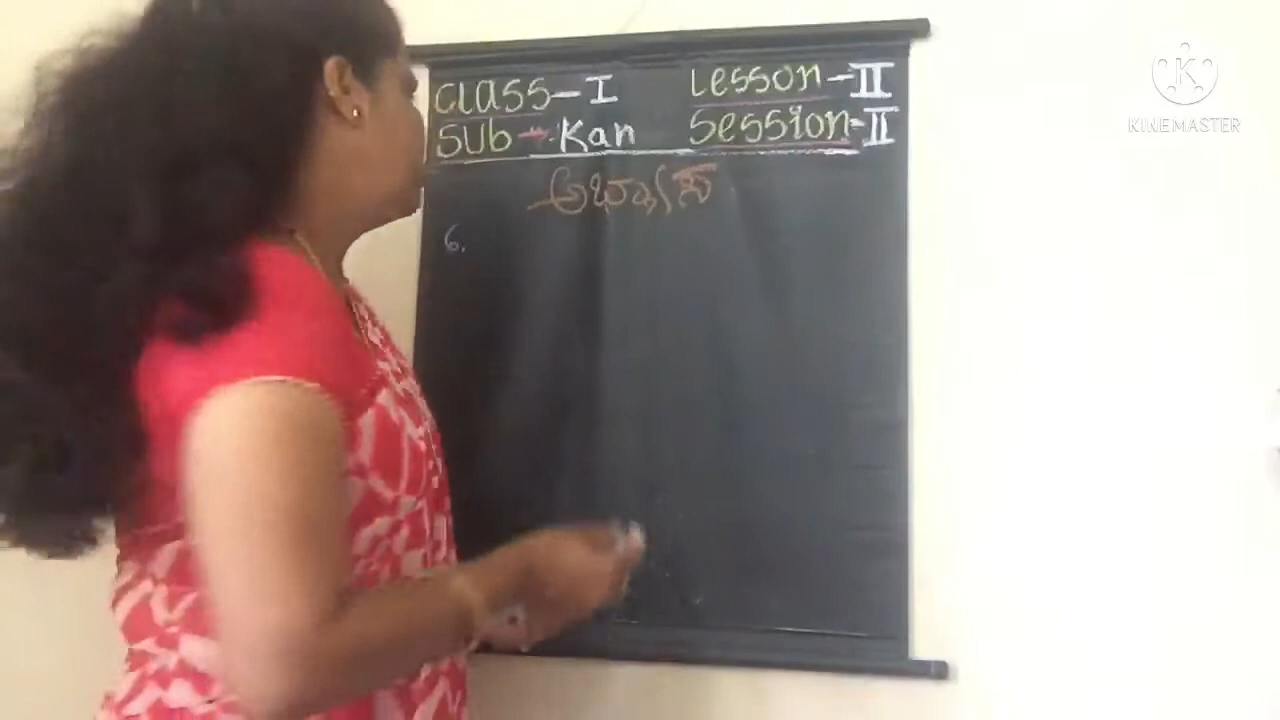 Class - I Lesson - II
Sub - Kan Session - II
ಅಭ್ಯಾಸ
6.
K
KINEMASTER